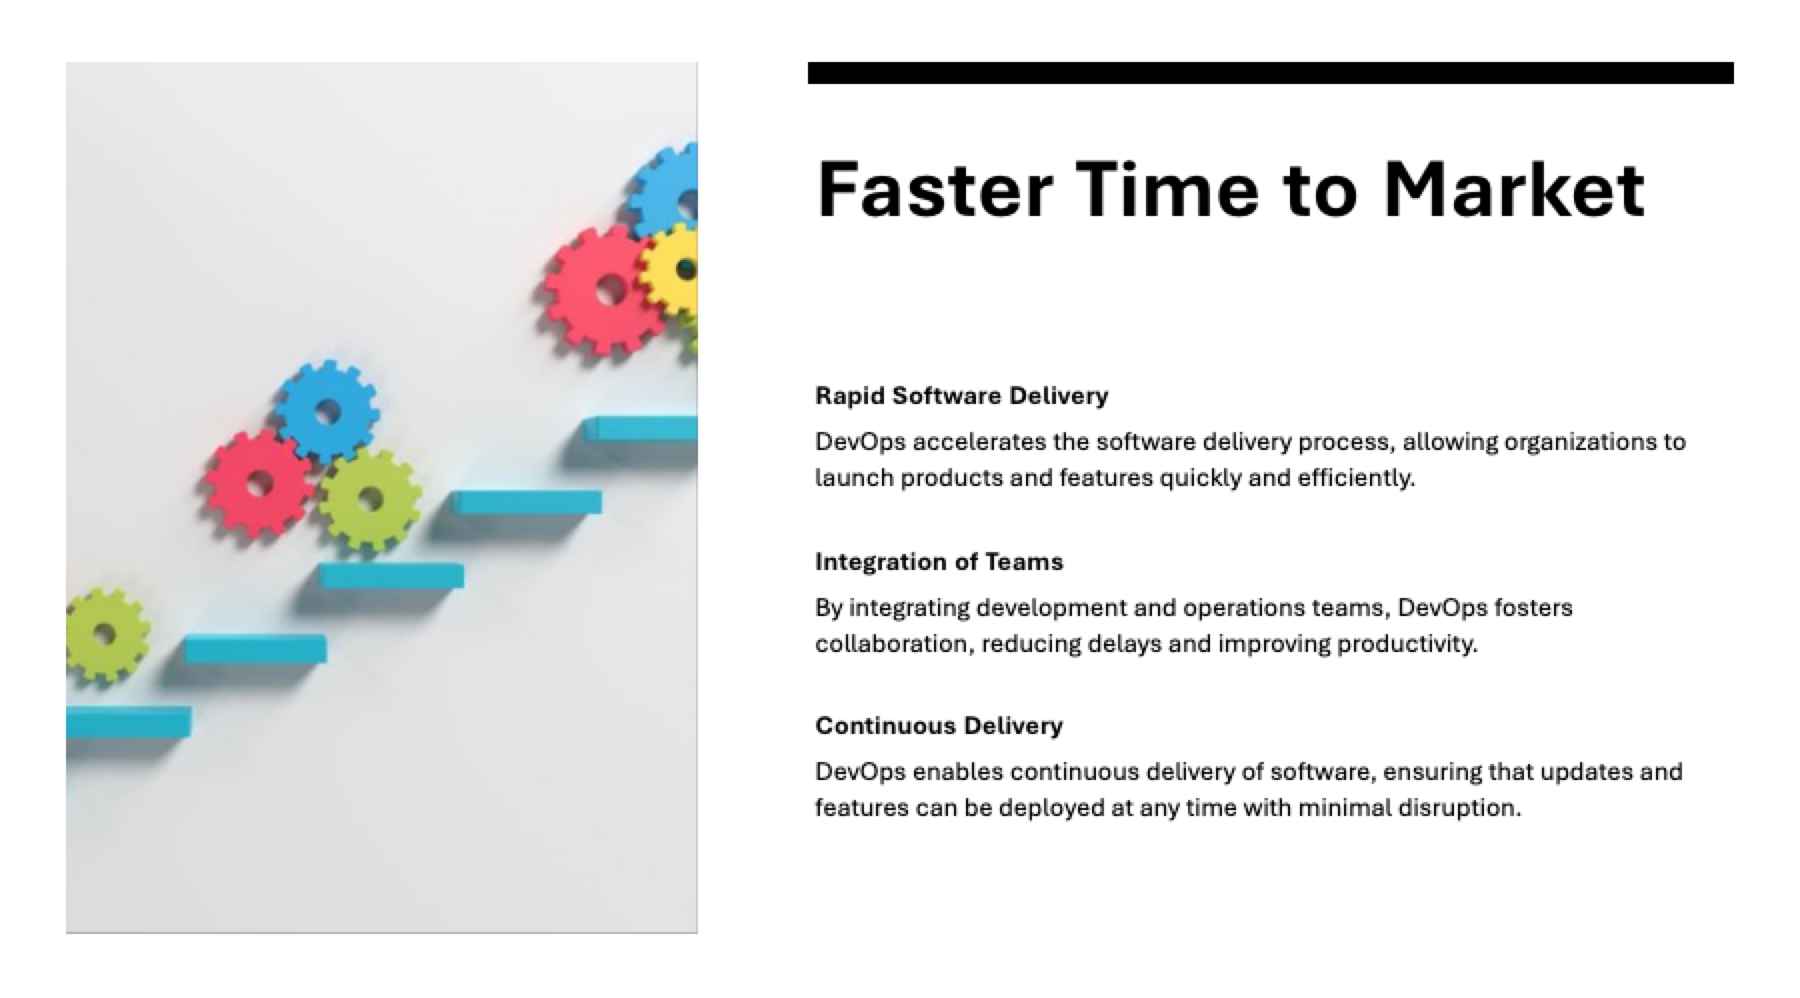 Faster Time to Market
Rapid Software Delivery
DevOps accelerates the software delivery process, allowing organizations to
launch products and features quickly and efficiently.
Integration of Teams
By integrating development and operations teams, DevOps fosters
collaboration, reducing delays and improving productivity.
Continuous Delivery
DevOps enables continuous delivery of software, ensuring that updates and
features can be deployed at any time with minimal disruption.